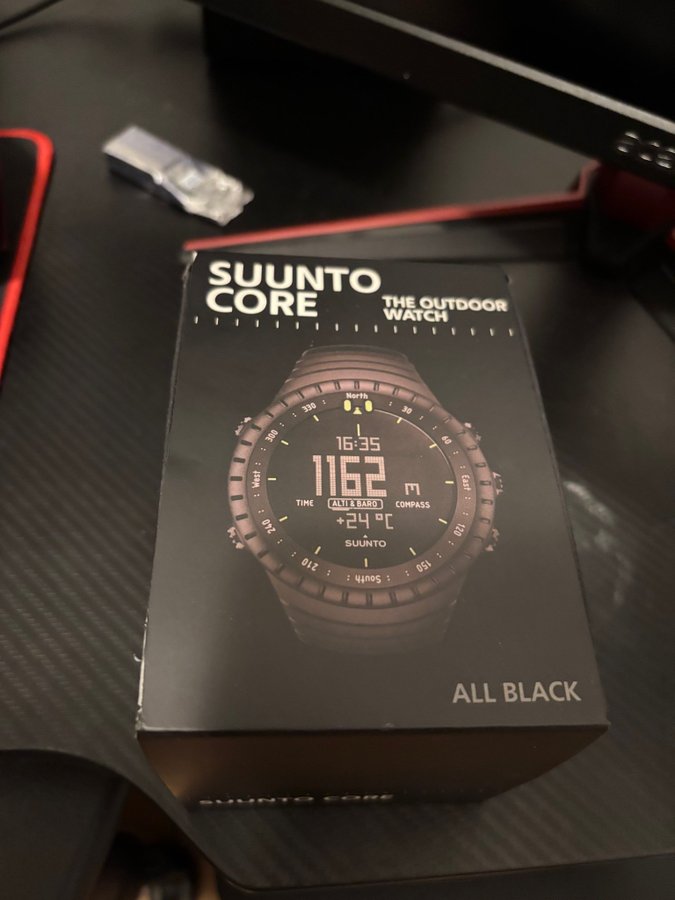 SUUNTO
CORE
THE OUTDOOR
WATCH
North
330
30
300
60
West
East
240
120
210
150
South
16:35
1162 m
TIME ALTI & BARO COMPASS
+24 °C
SUUNTO
ALL BLACK
SUUNTO CORE